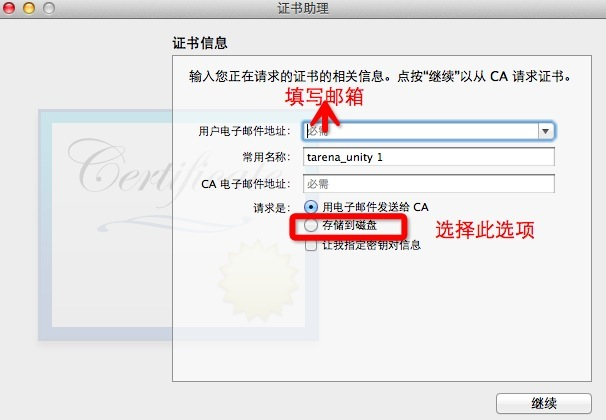 证书助理
证书信息
输入您正在请求的证书的相关信息。点按“继续”以从 CA 请求证书。
填写邮箱
用户电子邮件地址： 必需
常用名称： tarena_unity 1
CA 电子邮件地址： 必需
请求是： 用电子邮件发送给 CA
存储到磁盘 选择此选项
让我指定密钥对信息
Certificate
继续